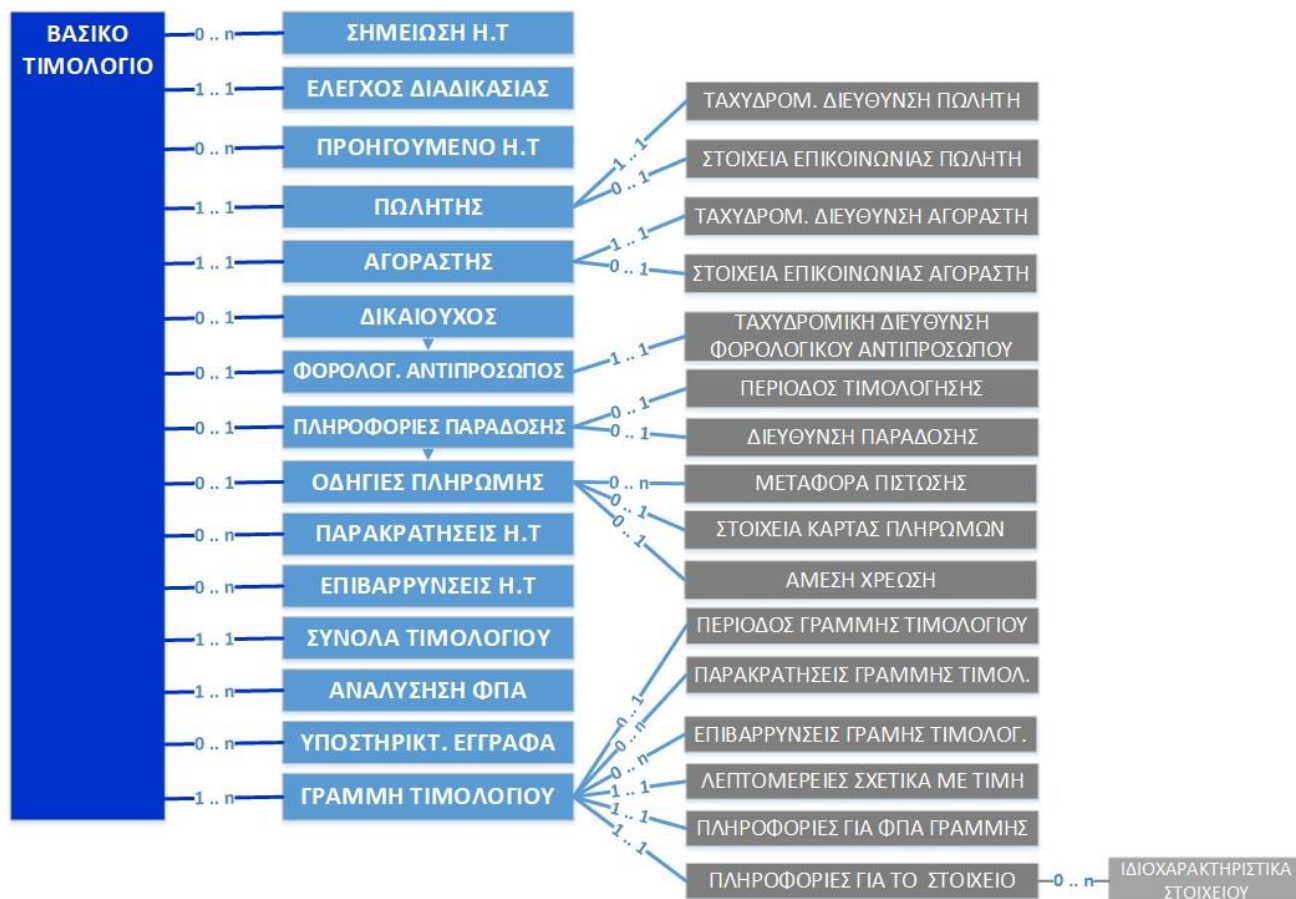 ΒΑΣΙΚΟ
ΤΙΜΟΛΟΓΙΟ
0 .. n
ΣΗΜΕΙΩΣΗ Η.Τ
1 .. 1
ΕΛΕΓΧΟΣ ΔΙΑΔΙΚΑΣΙΑΣ
0 .. n
ΠΡΟΗΓΟΥΜΕΝΟ Η.Τ
1 .. 1
ΠΩΛΗΤΗΣ
1 .. 1
ΤΑΧΥΔΡΟΜ. ΔΙΕΥΘΥΝΣΗ ΠΩΛΗΤΗ
0 .. 1
ΣΤΟΙΧΕΙΑ ΕΠΙΚΟΙΝΩΝΙΑΣ ΠΩΛΗΤΗ
1 .. 1
ΑΓΟΡΑΣΤΗΣ
1 .. 1
ΤΑΧΥΔΡΟΜ. ΔΙΕΥΘΥΝΣΗ ΑΓΟΡΑΣΤΗ
0 .. 1
ΣΤΟΙΧΕΙΑ ΕΠΙΚΟΙΝΩΝΙΑΣ ΑΓΟΡΑΣΤΗ
0 .. 1
ΔΙΚΑΙΟΥΧΟΣ
0 .. 1
ΦΟΡΟΛΟΓ. ΑΝΤΙΠΡΟΣΩΠΟΣ
1 .. 1
ΤΑΧΥΔΡΟΜΙΚΗ ΔΙΕΥΘΥΝΣΗ
ΦΟΡΟΛΟΓΙΚΟΥ ΑΝΤΙΠΡΟΣΩΠΟΥ
0 .. 1
ΠΛΗΡΟΦΟΡΙΕΣ ΠΑΡΑΔΟΣΗΣ
0 .. 1
ΠΕΡΙΟΔΟΣ ΤΙΜΟΛΟΓΗΣΗΣ
0 .. 1
ΔΙΕΥΘΥΝΣΗ ΠΑΡΑΔΟΣΗΣ
0 .. 1
ΟΔΗΓΙΕΣ ΠΛΗΡΩΜΗΣ
0 .. n
ΜΕΤΑΦΟΡΑ ΠΙΣΤΩΣΗΣ
0 .. 1
ΣΤΟΙΧΕΙΑ ΚΑΡΤΑΣ ΠΛΗΡΩΜΩΝ
0 .. 1
ΑΜΕΣΗ ΧΡΕΩΣΗ
0 .. n
ΠΑΡΑΚΡΑΤΗΣΕΙΣ Η.Τ
0 .. n
ΕΠΙΒΑΡΡΥΝΣΕΙΣ Η.Τ
1 .. 1
ΣΥΝΟΛΑ ΤΙΜΟΛΟΓΙΟΥ
1 .. n
ΑΝΑΛΥΣΗΣΗ ΦΠΑ
0 .. n
ΥΠΟΣΤΗΡΙΚΤ. ΕΓΓΡΑΦΑ
1 .. n
ΓΡΑΜΜΗ ΤΙΜΟΛΟΓΙΟΥ
n .. 1
ΠΕΡΙΟΔΟΣ ΓΡΑΜΜΗΣ ΤΙΜΟΛΟΓΙΟΥ
0 .. n
ΠΑΡΑΚΡΑΤΗΣΕΙΣ ΓΡΑΜΜΗΣ ΤΙΜΟΛ.
0 .. n
ΕΠΙΒΑΡΡΥΝΣΕΙΣ ΓΡΑΜΗΣ ΤΙΜΟΛΟΓ.
1 .. 1
ΛΕΠΤΟΜΕΡΕΙΕΣ ΣΧΕΤΙΚΑ ΜΕ ΤΙΜΗ
1 .. 1
ΠΛΗΡΟΦΟΡΙΕΣ ΓΙΑ ΦΠΑ ΓΡΑΜΜΗΣ
1 .. 1
ΠΛΗΡΟΦΟΡΙΕΣ ΓΙΑ ΤΟ ΣΤΟΙΧΕΙΟ
0 .. n
ΙΔΙΟΧΑΡΑΚΤΗΡΙΣΤΙΚΑ
ΣΤΟΙΧΕΙΟΥ